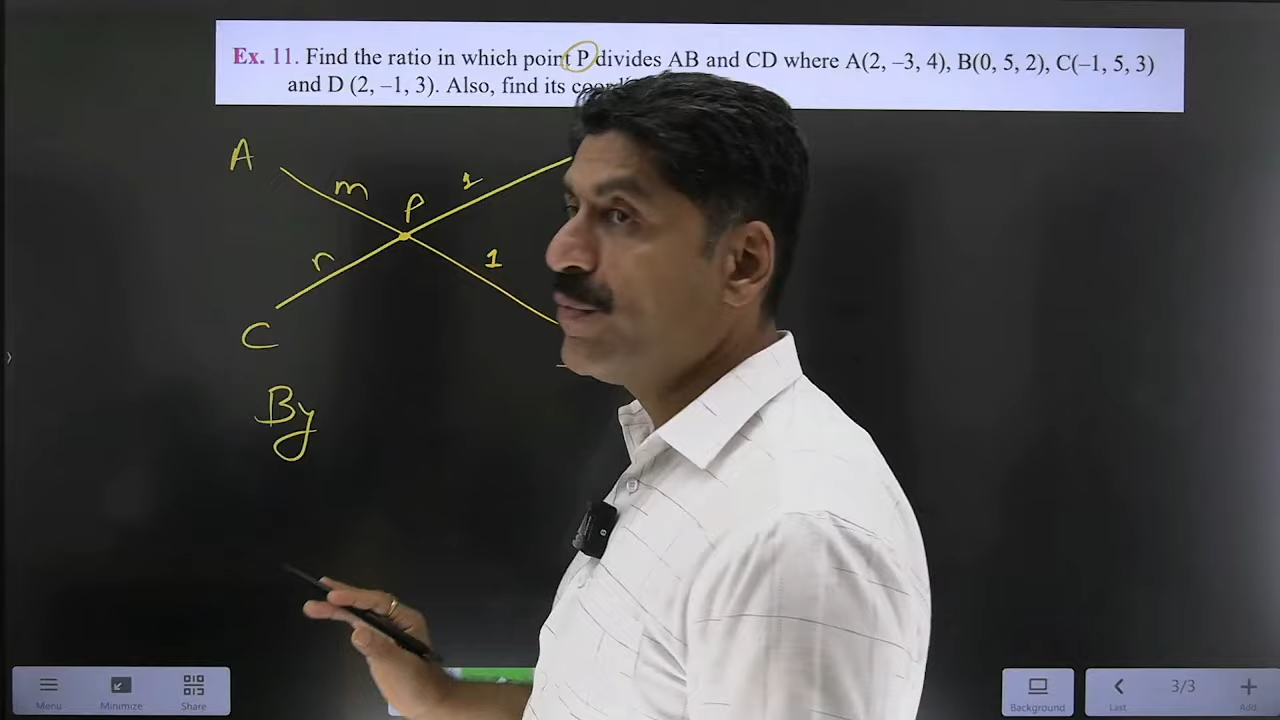 Ex. 11. Find the ratio in which point P divides AB and CD where A(2, –3, 4), B(0, 5, 2), C(–1, 5, 3)
and D (2, –1, 3). Also, find its
A
m
1
P
n
1
C
By
Menu
Minimize
Share
Background
Last
3/3
Add